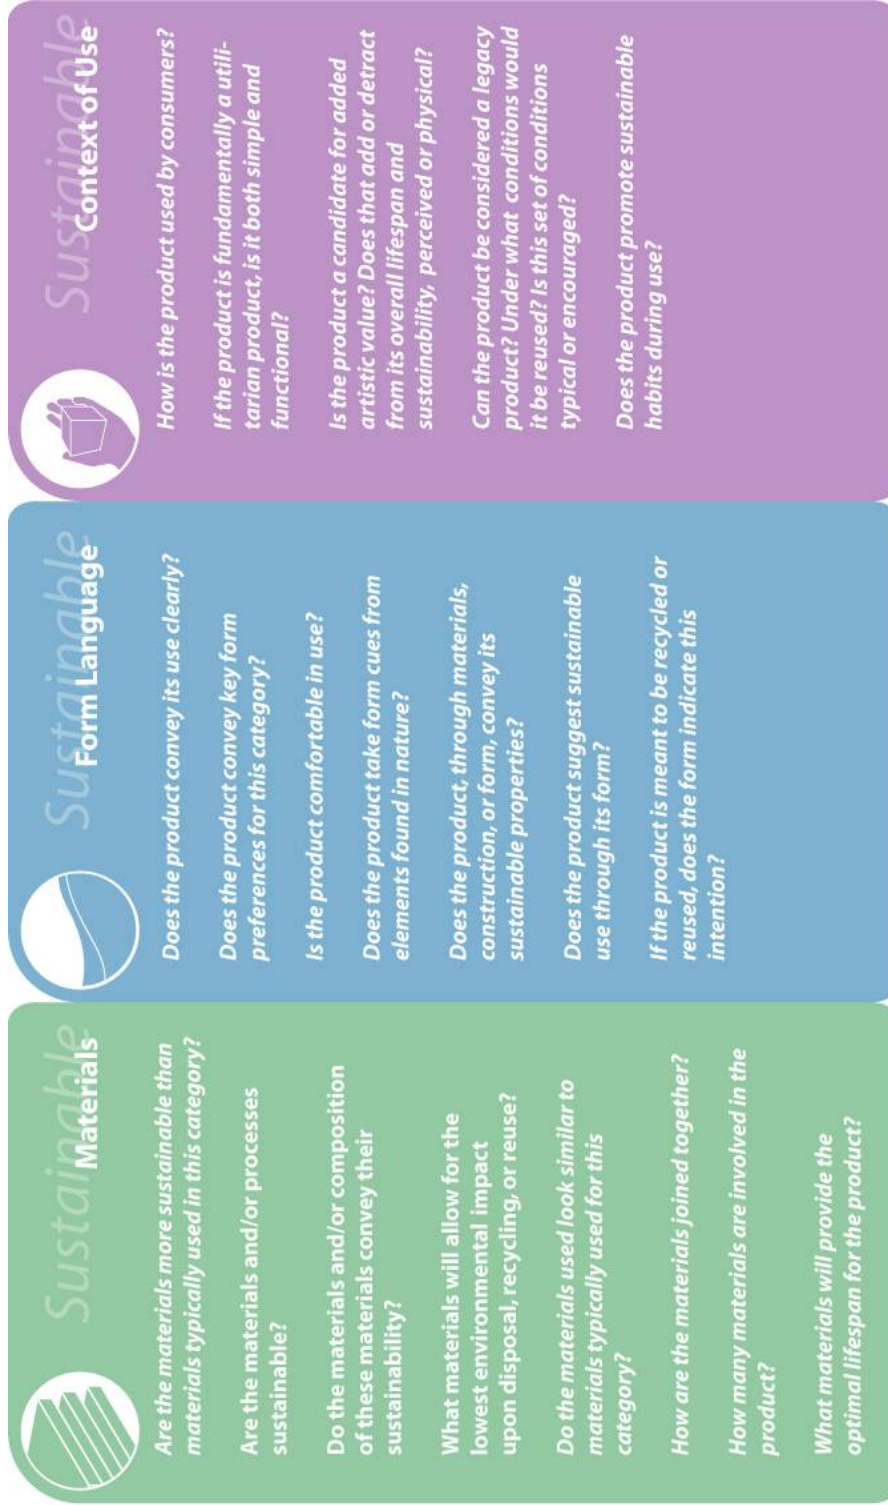 Sustainable
Materials
Are the materials more sustainable than
materials typically used in this category?
Are the materials and/or processes
sustainable?
Do the materials and/or composition
of these materials convey their
sustainability?
What materials will allow for the
lowest environmental impact
upon disposal, recycling, or reuse?
Do the materials used look similar to
materials typically used for this
category?
How are the materials joined together?
How many materials are involved in the
product?
What materials will provide the
optimal lifespan for the product?
Sustainable
Form Language
Does the product convey its use clearly?
Does the product convey key form
preferences for this category?
Is the product comfortable in use?
Does the product take form cues from
elements found in nature?
Does the product, through materials,
construction, or form, convey its
sustainable properties?
Does the product suggest sustainable
use through its form?
If the product is meant to be recycled or
reused, does the form indicate this
intention?
Sustainable
Context of Use
How is the product used by consumers?
If the product is fundamentally a utili-
tarian product, is it both simple and
functional?
Is the product a candidate for added
artistic value? Does that add or detract
from its overall lifespan and
sustainability, perceived or physical?
Can the product be considered a legacy
product? Under what conditions would
it be reused? Is this set of conditions
typical or encouraged?
Does the product promote sustainable
habits during use?